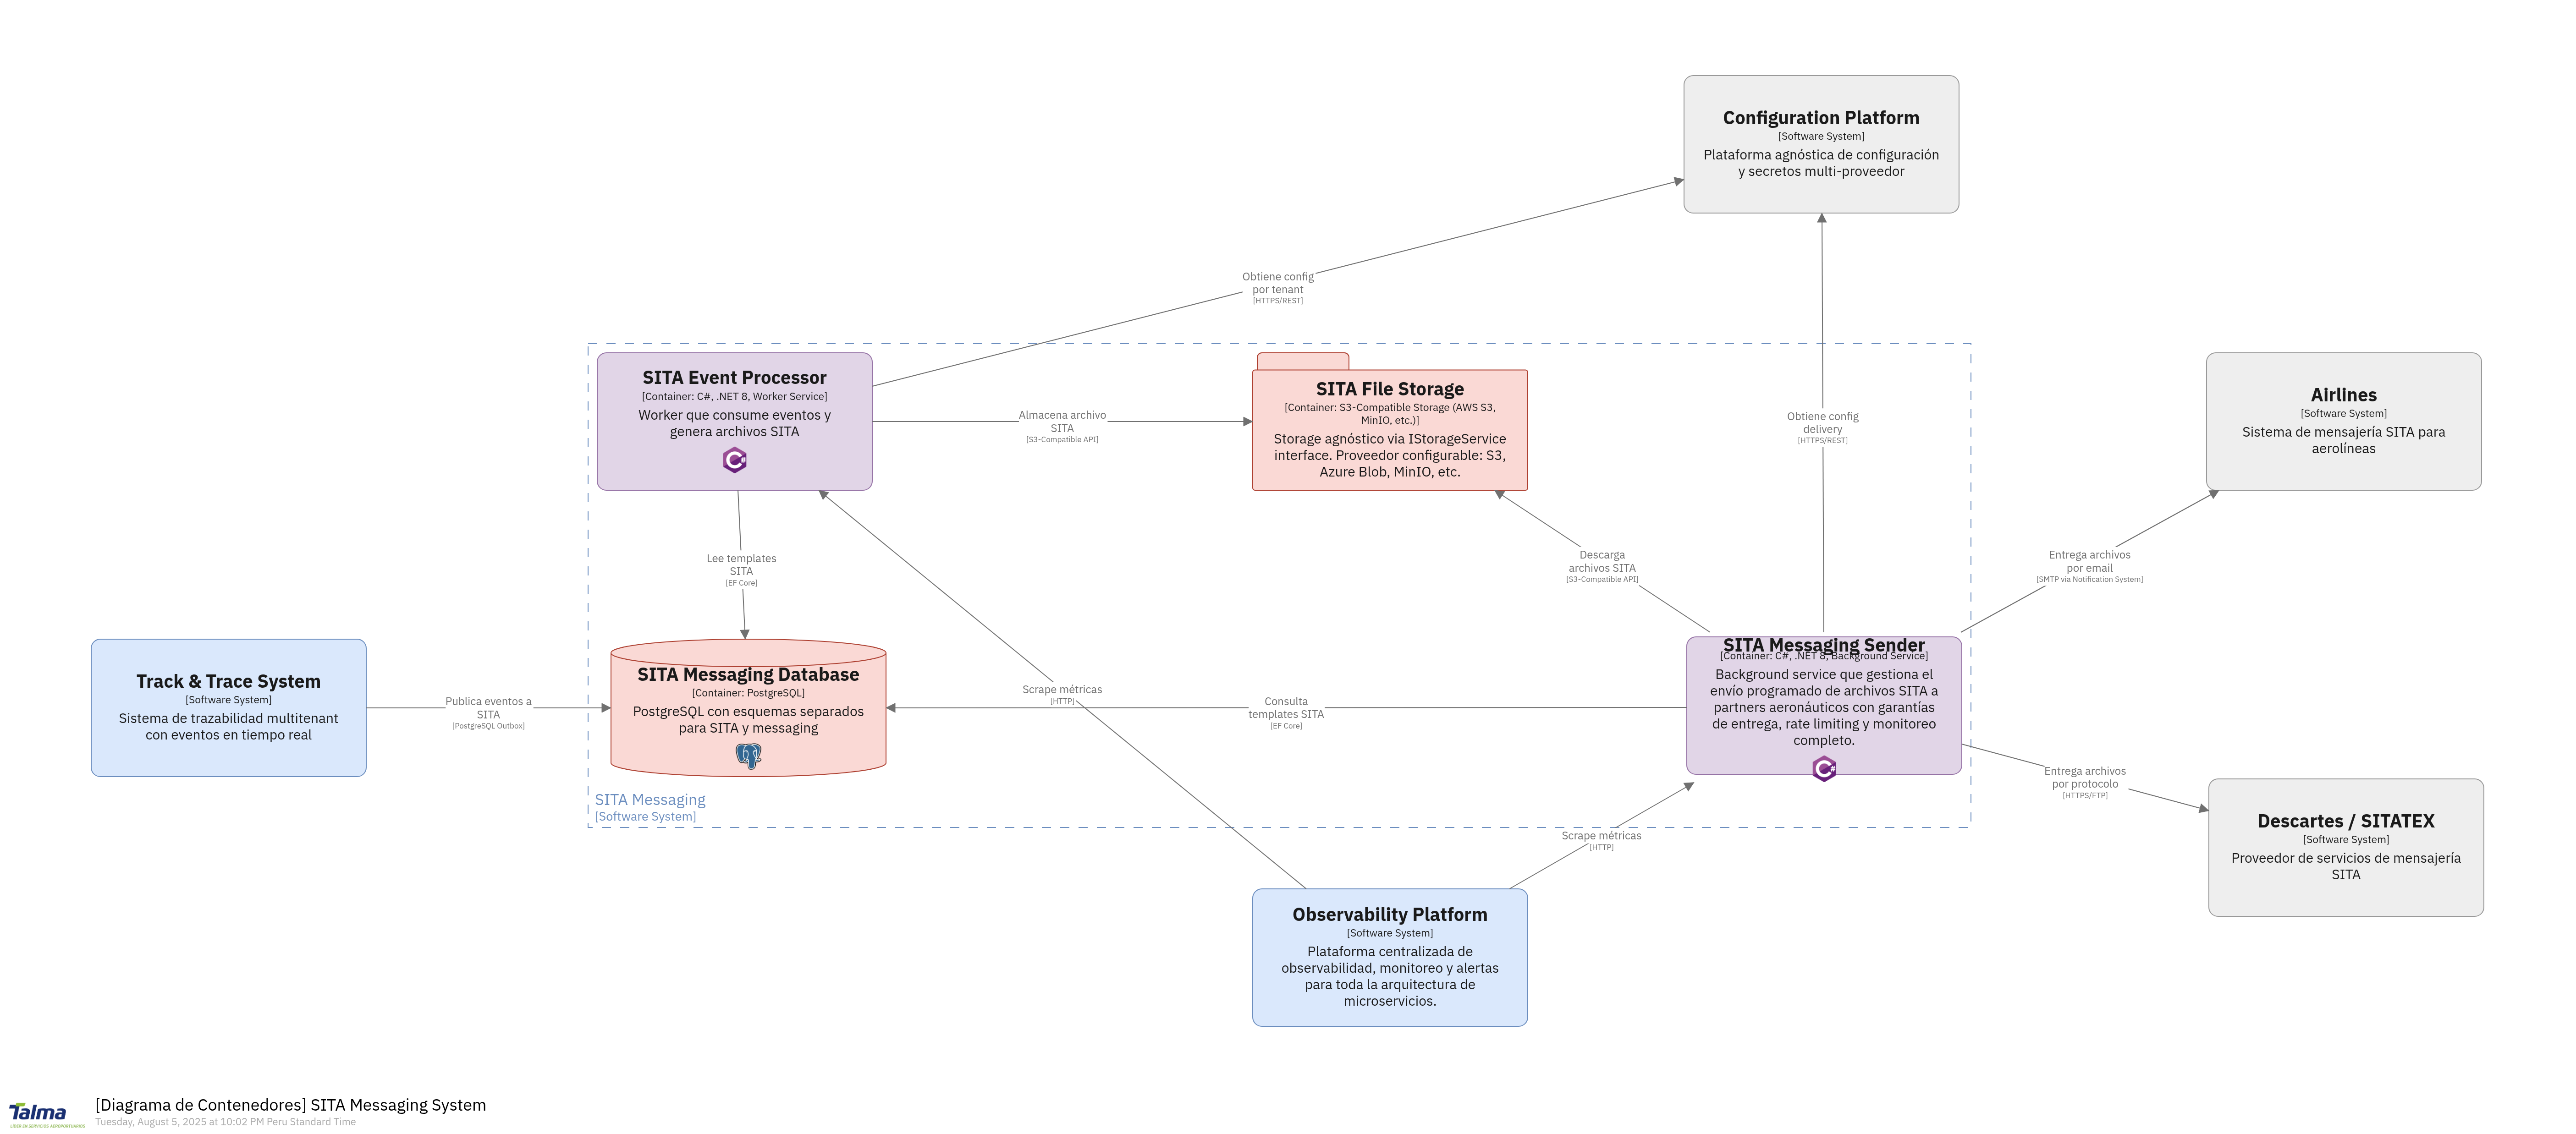 Configuration Platform
[Software System]
Plataforma agnóstica de configuración
y secretos multi-proveedor
Obtiene config
por tenant
[HTTPS/REST]
SITA Event Processor
[Container: C#, .NET 8, Worker Service]
Worker que consume eventos y
genera archivos SITA
Almacena archivo
SITA
[S3-Compatible API]
SITA File Storage
[Container: S3-Compatible Storage (AWS S3,
MinIO, etc.)]
Storage agnóstico via IStorageService
interface. Proveedor configurable: S3,
Azure Blob, MinIO, etc.
Obtiene config
delivery
[HTTPS/REST]
Airlines
[Software System]
Sistema de mensajería SITA para
aerolíneas
Lee templates
SITA
[EF Core]
Descarga
archivos SITA
[S3-Compatible API]
Entrega archivos
por email
[SMTP via Notification System]
Track & Trace System
[Software System]
Sistema de trazabilidad multitenant
con eventos en tiempo real
Publica eventos a
SITA
[PostgreSQL Outbox]
SITA Messaging Database
[Container: PostgreSQL]
PostgreSQL con esquemas separados
para SITA y messaging
Scrape métricas
[HTTP]
Consulta
templates SITA
[EF Core]
SITA Messaging Sender
[Container: C#, .NET 8, Background Service]
Background service que gestiona el
envío programado de archivos SITA a
partners aeronáuticos con garantías
de entrega, rate limiting y monitoreo
completo.
Entrega archivos
por protocolo
[HTTPS/FTP]
Descartes / SITATEX
[Software System]
Proveedor de servicios de mensajería
SITA
SITA Messaging
[Software System]
Scrape métricas
[HTTP]
Observability Platform
[Software System]
Plataforma centralizada de
observabilidad, monitoreo y alertas
para toda la arquitectura de
microservicios.
Talma
LÍDER EN SERVICIOS AEROPORTUARIOS
[Diagrama de Contenedores] SITA Messaging System
Tuesday, August 5, 2025 at 10:02 PM Peru Standard Time